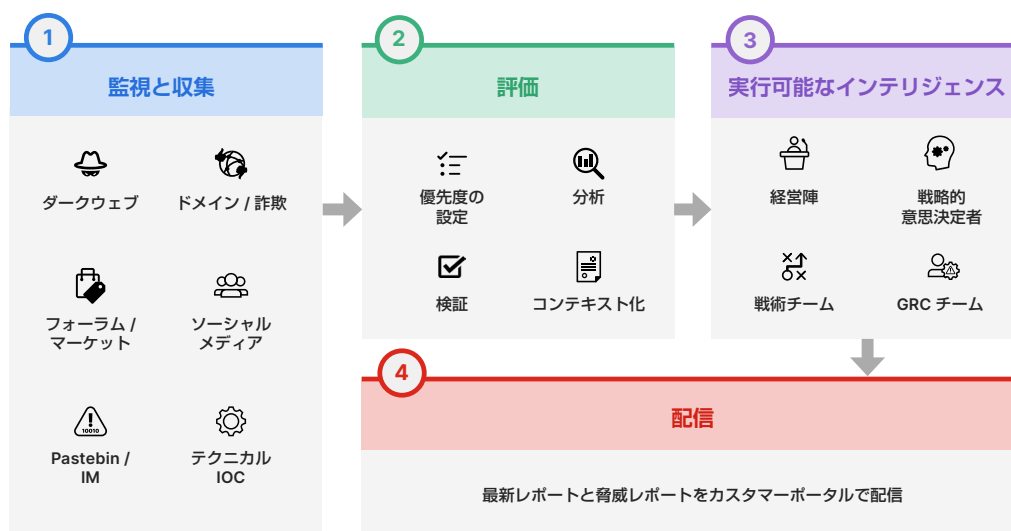 1
監視と収集
ダークウェブ
ドメイン / 詐欺
フォーラム /
マーケット
ソーシャル
メディア
10010
Pastebin /
IM
テクニカル
IOC
2
評価
優先度の
設定
分析
検証
コンテキスト化
3
実行可能なインテリジェンス
経営陣
戦略的
意思決定者
戦術チーム
GRC チーム
4
配信
最新レポートと脅威レポートをカスタマーポータルで配信